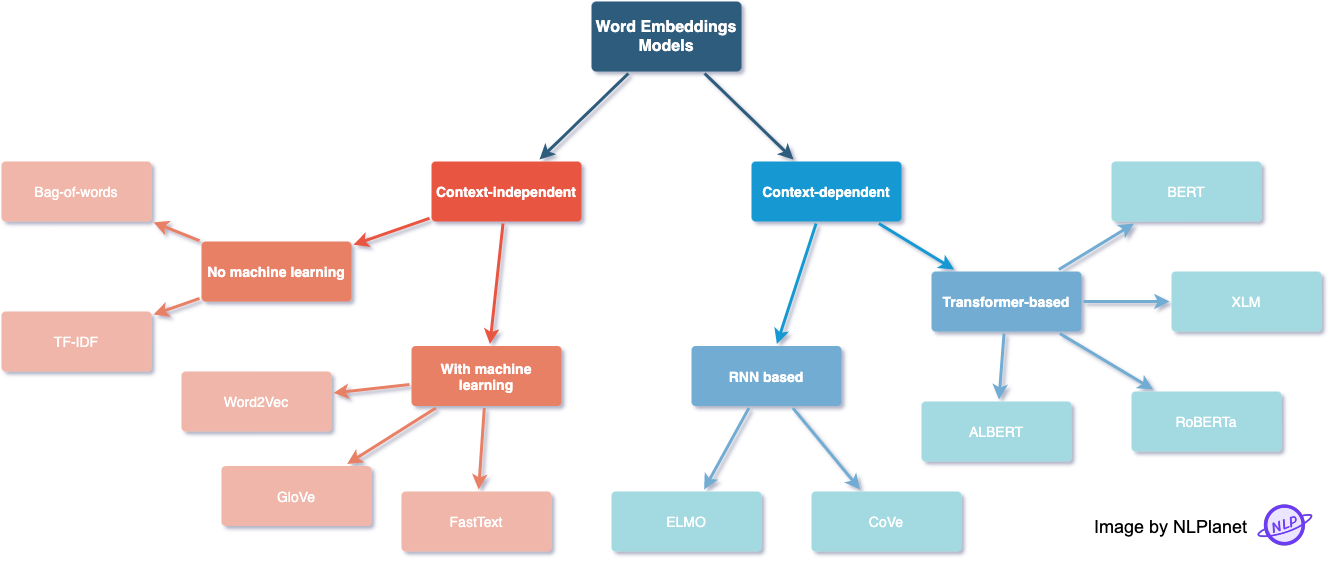 Word Embeddings
Models
Context-independent
Context-dependent
Bag-of-words
BERT
No machine learning
Transformer-based
XLM
TF-IDF
With machine
learning
RNN based
Word2Vec
RoBERTa
ALBERT
GloVe
FastText
ELMO
CoVe
Image by NLPlanet
NLP